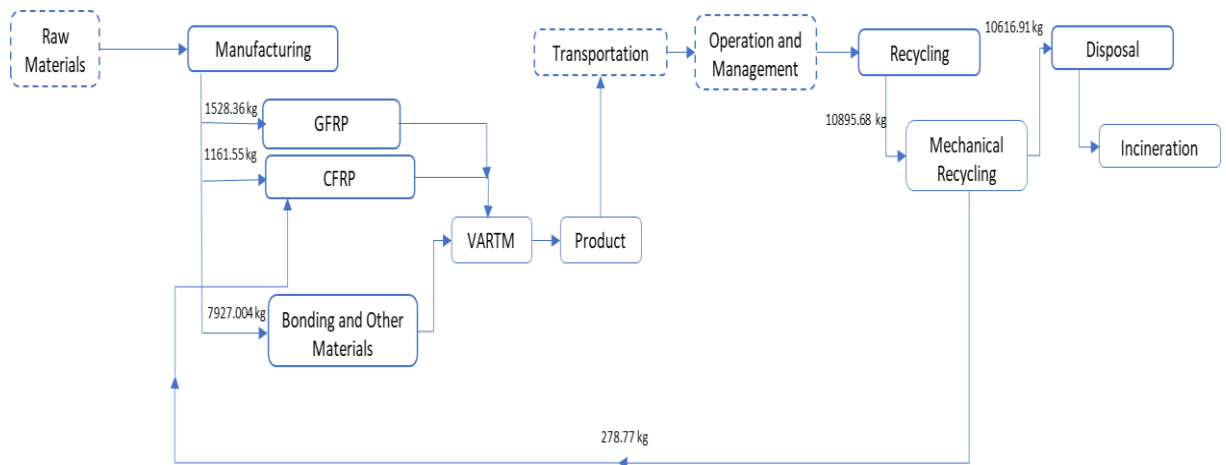 Raw
Materials
Manufacturing
Transportation
Operation and
Management
Recycling
10616.91 kg
Disposal
1528.36 kg
GFRP
10895.68 kg
Mechanical
Recycling
Incineration
1161.55 kg
CFRP
VARTM
Product
7927.004 kg
Bonding and Other
Materials
278.77 kg